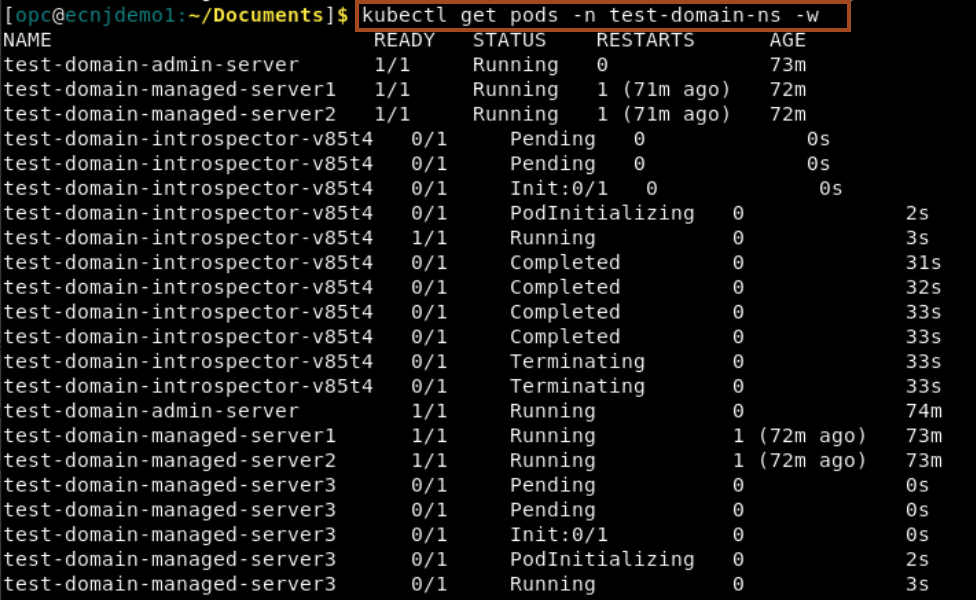 [opc@ecnjdemo1:~/Documents]$ kubectl get pods -n test-domain-ns -w
NAME READY STATUS RESTARTS AGE
test-domain-admin-server 1/1 Running 0 73m
test-domain-managed-server1 1/1 Running 1 (71m ago) 72m
test-domain-managed-server2 1/1 Running 1 (71m ago) 72m
test-domain-introspector-v85t4 0/1 Pending 0 0s
test-domain-introspector-v85t4 0/1 Pending 0 0s
test-domain-introspector-v85t4 0/1 Init:0/1 0 0s
test-domain-introspector-v85t4 0/1 PodInitializing 0 2s
test-domain-introspector-v85t4 1/1 Running 0 3s
test-domain-introspector-v85t4 0/1 Completed 0 31s
test-domain-introspector-v85t4 0/1 Completed 0 32s
test-domain-introspector-v85t4 0/1 Completed 0 33s
test-domain-introspector-v85t4 0/1 Completed 0 33s
test-domain-introspector-v85t4 0/1 Terminating 0 33s
test-domain-introspector-v85t4 0/1 Terminating 0 33s
test-domain-admin-server 1/1 Running 0 74m
test-domain-managed-server1 1/1 Running 1 (72m ago) 73m
test-domain-managed-server2 1/1 Running 1 (72m ago) 73m
test-domain-managed-server3 0/1 Pending 0 0s
test-domain-managed-server3 0/1 Pending 0 0s
test-domain-managed-server3 0/1 Init:0/1 0 0s
test-domain-managed-server3 0/1 PodInitializing 0 2s
test-domain-managed-server3 0/1 Running 0 3s